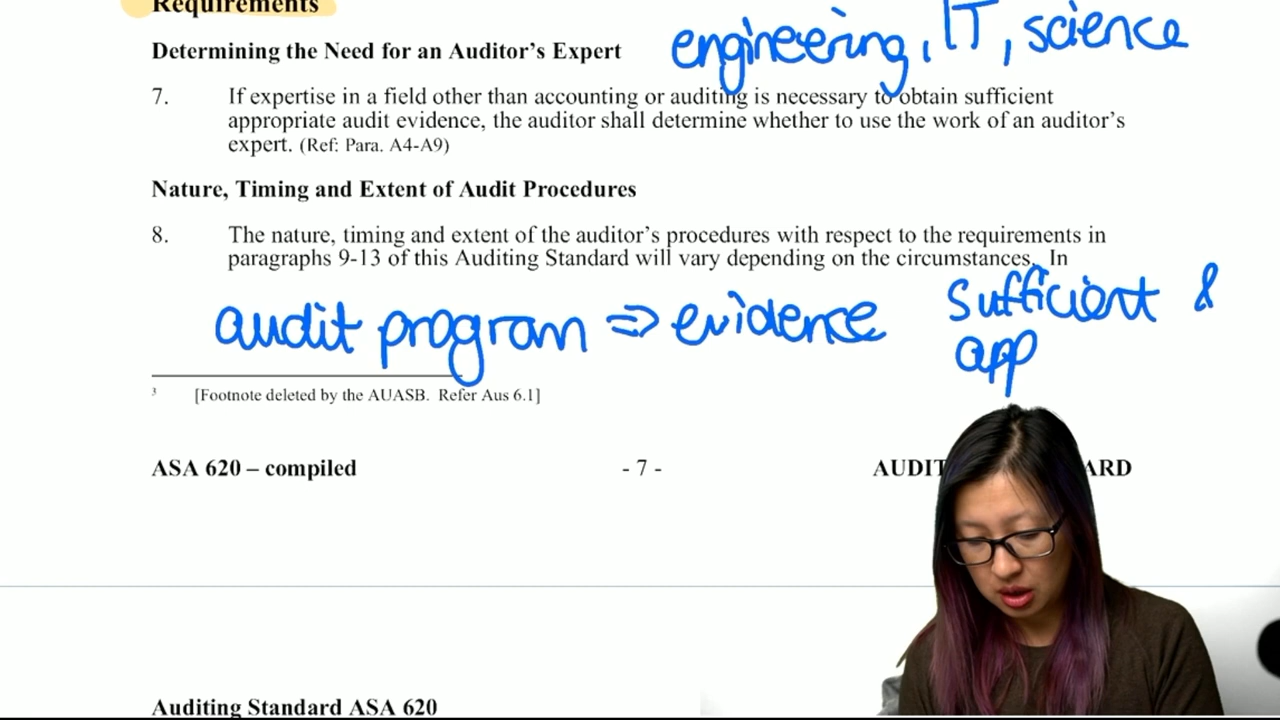 Requirements
engineering, IT, science
Determining the Need for an Auditor's Expert
7. If expertise in a field other than accounting or auditing is necessary to obtain sufficient
appropriate audit evidence, the auditor shall determine whether to use the work of an auditor's
expert. (Ref: Para. A4-A9)
Nature, Timing and Extent of Audit Procedures
8. The nature, timing and extent of the auditor's procedures with respect to the requirements in
paragraphs 9-13 of this Auditing Standard will vary depending on the circumstances. In
audit program => evidence sufficient &
app
3 [Footnote deleted by the AUASB. Refer Aus 6.1]
ASA 620 – compiled - 7 - AUDIT ARD
Auditing Standard ASA 620